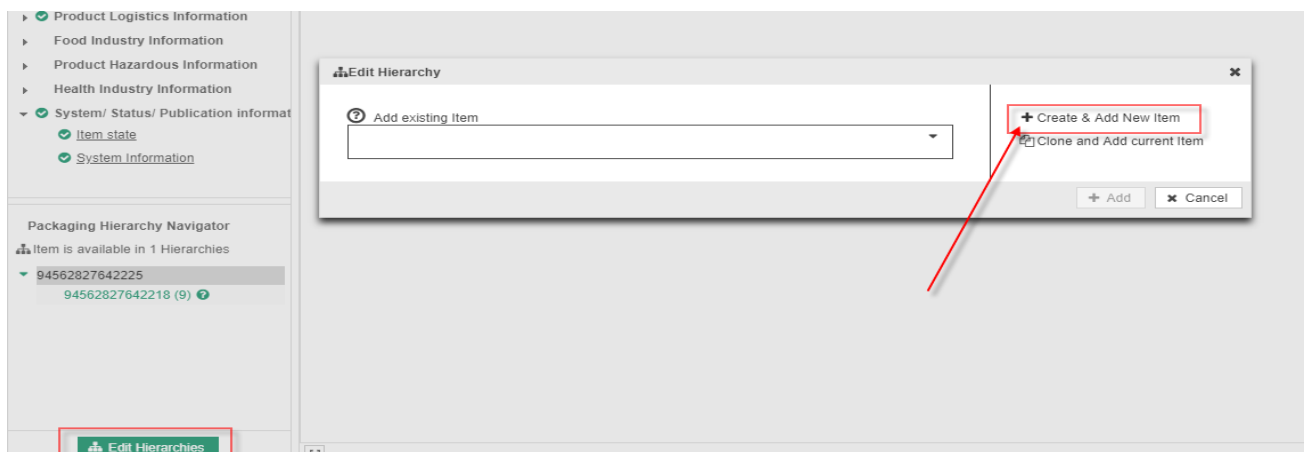 Product Logistics Information
Food Industry Information
Product Hazardous Information
Health Industry Information
System/ Status/ Publication informat
Item state
System Information
Packaging Hierarchy Navigator
Item is available in 1 Hierarchies
94562827642225
94562827642218 (9)
Edit Hierarchies
Edit Hierarchy
Add existing Item
Create & Add New Item
Clone and Add current Item
Add
Cancel